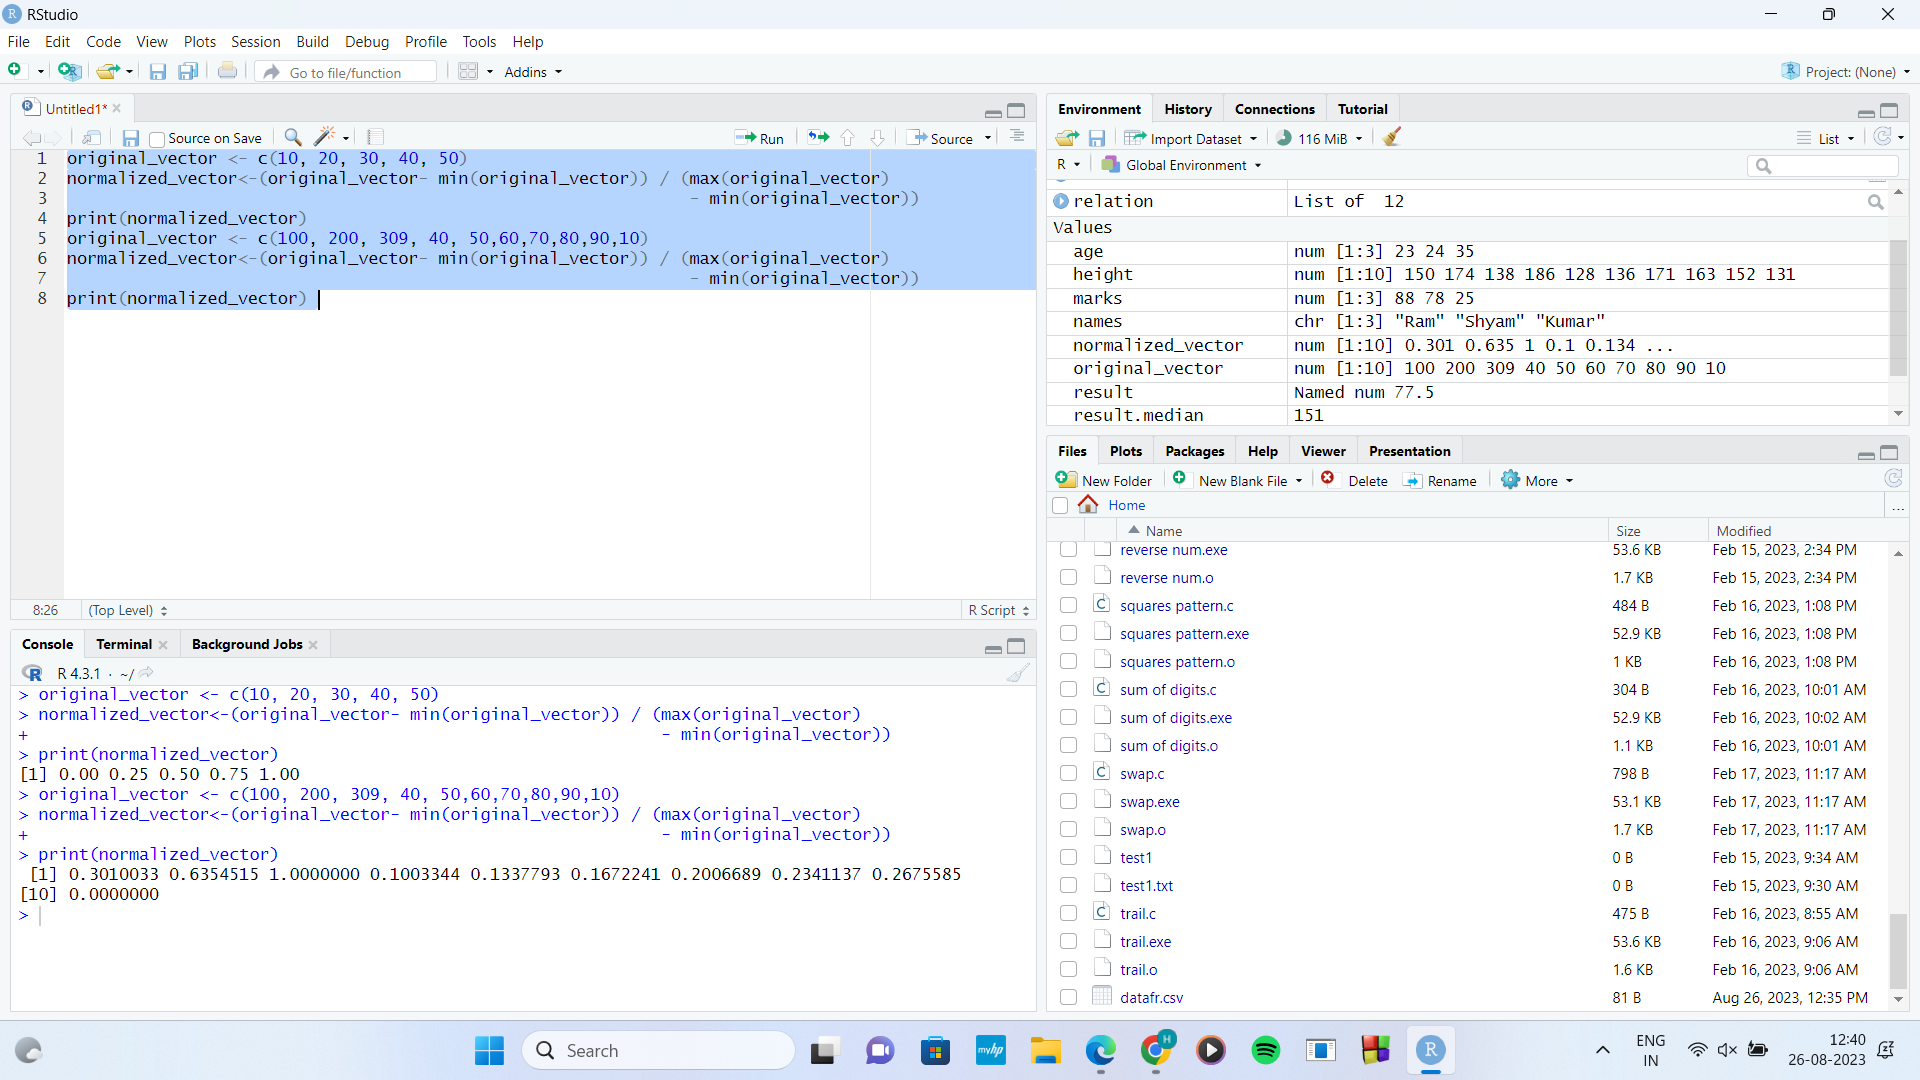 RStudio
File Edit Code View Plots Session Build Debug Profile Tools Help
Go to file/function Addins Project: (None)
Untitled1*
Source on Save Run Source
1 original_vector <- c(10, 20, 30, 40, 50)
2 normalized_vector<-(original_vector- min(original_vector)) / (max(original_vector)
3 - min(original_vector))
4 print(normalized_vector)
5 original_vector <- c(100, 200, 309, 40, 50,60,70,80,90,10)
6 normalized_vector<-(original_vector- min(original_vector)) / (max(original_vector)
7 - min(original_vector))
8 print(normalized_vector)
8:26 (Top Level) R Script
Console Terminal Background Jobs
R 4.3.1 · ~/
> original_vector <- c(10, 20, 30, 40, 50)
> normalized_vector<-(original_vector- min(original_vector)) / (max(original_vector)
+ - min(original_vector))
> print(normalized_vector)
[1] 0.00 0.25 0.50 0.75 1.00
> original_vector <- c(100, 200, 309, 40, 50,60,70,80,90,10)
> normalized_vector<-(original_vector- min(original_vector)) / (max(original_vector)
+ - min(original_vector))
> print(normalized_vector)
[1] 0.3010033 0.6354515 1.0000000 0.1003344 0.1337793 0.1672241 0.2006689 0.2341137 0.2675585
[10] 0.0000000
>
Environment History Connections Tutorial
Import Dataset 116 MiB List
R Global Environment
relation List of 12
Values
age num [1:3] 23 24 35
height num [1:10] 150 174 138 186 128 136 171 163 152 131
marks num [1:3] 88 78 25
names chr [1:3] "Ram" "Shyam" "Kumar"
normalized_vector num [1:10] 0.301 0.635 1 0.1 0.134 ...
original_vector num [1:10] 100 200 309 40 50 60 70 80 90 10
result Named num 77.5
result.median 151
Files Plots Packages Help Viewer Presentation
New Folder New Blank File Delete Rename More
Home ...
Name Size Modified
reverse num.exe 53.6 KB Feb 15, 2023, 2:34 PM
reverse num.o 1.7 KB Feb 15, 2023, 2:34 PM
squares pattern.c 484 B Feb 16, 2023, 1:08 PM
squares pattern.exe 52.9 KB Feb 16, 2023, 1:08 PM
squares pattern.o 1 KB Feb 16, 2023, 1:08 PM
sum of digits.c 304 B Feb 16, 2023, 10:01 AM
sum of digits.exe 52.9 KB Feb 16, 2023, 10:02 AM
sum of digits.o 1.1 KB Feb 16, 2023, 10:01 AM
swap.c 798 B Feb 17, 2023, 11:17 AM
swap.exe 53.1 KB Feb 17, 2023, 11:17 AM
swap.o 1.7 KB Feb 17, 2023, 11:17 AM
test1 0 B Feb 15, 2023, 9:34 AM
test1.txt 0 B Feb 15, 2023, 9:30 AM
trail.c 475 B Feb 16, 2023, 8:55 AM
trail.exe 53.6 KB Feb 16, 2023, 9:06 AM
trail.o 1.6 KB Feb 16, 2023, 9:06 AM
datafr.csv 81 B Aug 26, 2023, 12:35 PM
Search myhp H R
ENG
IN
12:40
26-08-2023